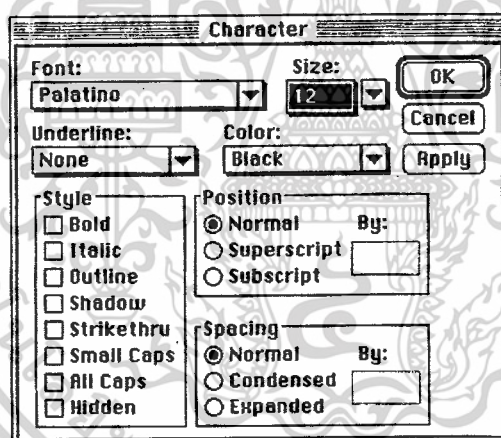 Character
Font:
Size:
Palatino
12
OK
Cancel
Underline:
Color:
None
Black
Apply
Style
Bold
Italic
Outline
Shadow
Strikethru
Small Caps
All Caps
Hidden
Position
Normal
By:
Superscript
Subscript
Spacing
Normal
By:
Condensed
Expanded